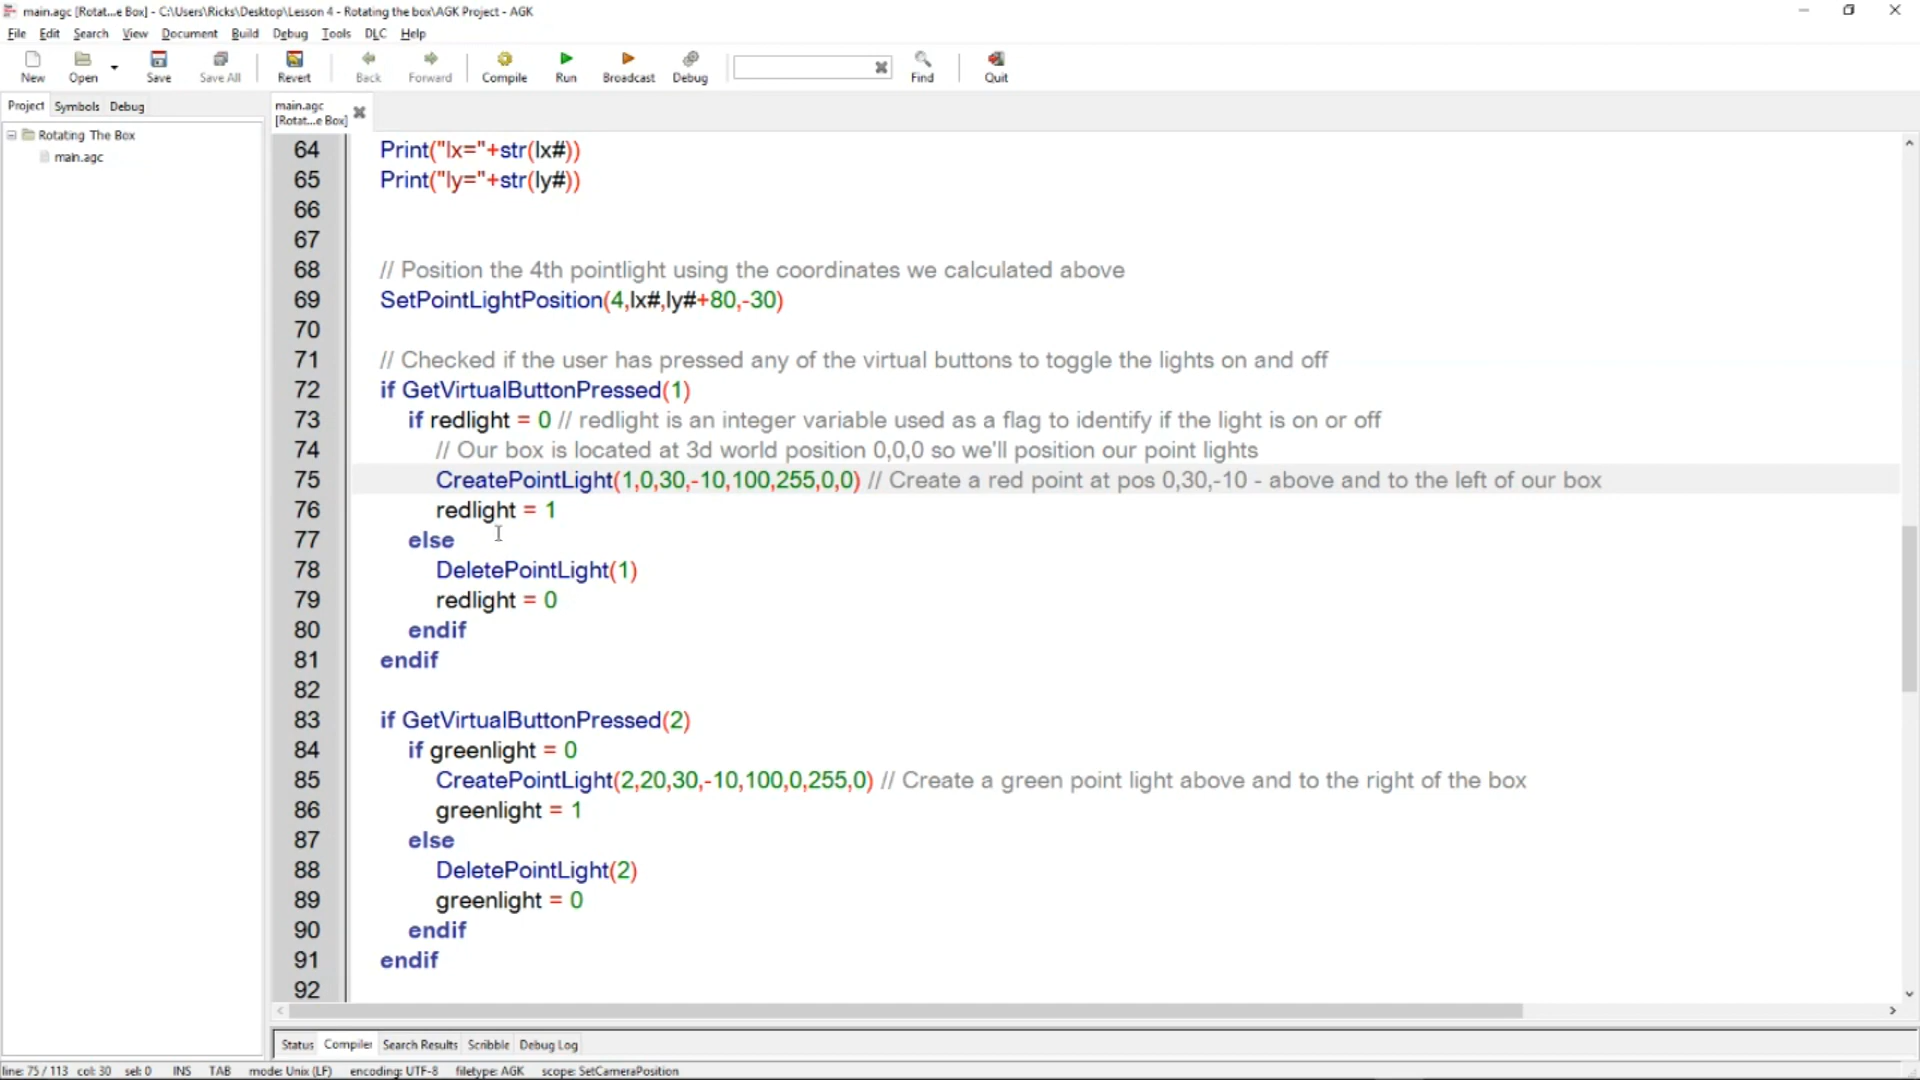 main.agc [Rotat...e Box] - C:\Users\Ricks\Desktop\Lesson 4 - Rotating the box\AGK Project - AGK
File Edit Search View Document Build Debug Tools DLC Help
New Open Save Save All Revert Back Forward Compile Run Broadcast Debug Find Quit
Project Symbols Debug
main.agc
[Rotat...e Box]
Rotating The Box
main.agc
64 Print("lx="+str(lx#))
65 Print("ly="+str(ly#))
66
67
68 // Position the 4th pointlight using the coordinates we calculated above
69 SetPointLightPosition(4,lx#,ly#+80,-30)
70
71 // Checked if the user has pressed any of the virtual buttons to toggle the lights on and off
72 if GetVirtualButtonPressed(1)
73 if redlight = 0 // redlight is an integer variable used as a flag to identify if the light is on or off
74 // Our box is located at 3d world position 0,0,0 so we'll position our point lights
75 CreatePointLight(1,0,30,-10,100,255,0,0) // Create a red point at pos 0,30,-10 - above and to the left of our box
76 redlight = 1
77 else
78 DeletePointLight(1)
79 redlight = 0
80 endif
81 endif
82
83 if GetVirtualButtonPressed(2)
84 if greenlight = 0
85 CreatePointLight(2,20,30,-10,100,0,255,0) // Create a green point light above and to the right of the box
86 greenlight = 1
87 else
88 DeletePointLight(2)
89 greenlight = 0
90 endif
91 endif
92
Status Compiler Search Results Scribble Debug Log
line: 75 / 113 col: 30 sel: 0 INS TAB mode: Unix (LF) encoding: UTF-8 filetype: AGK scope: SetCameraPosition